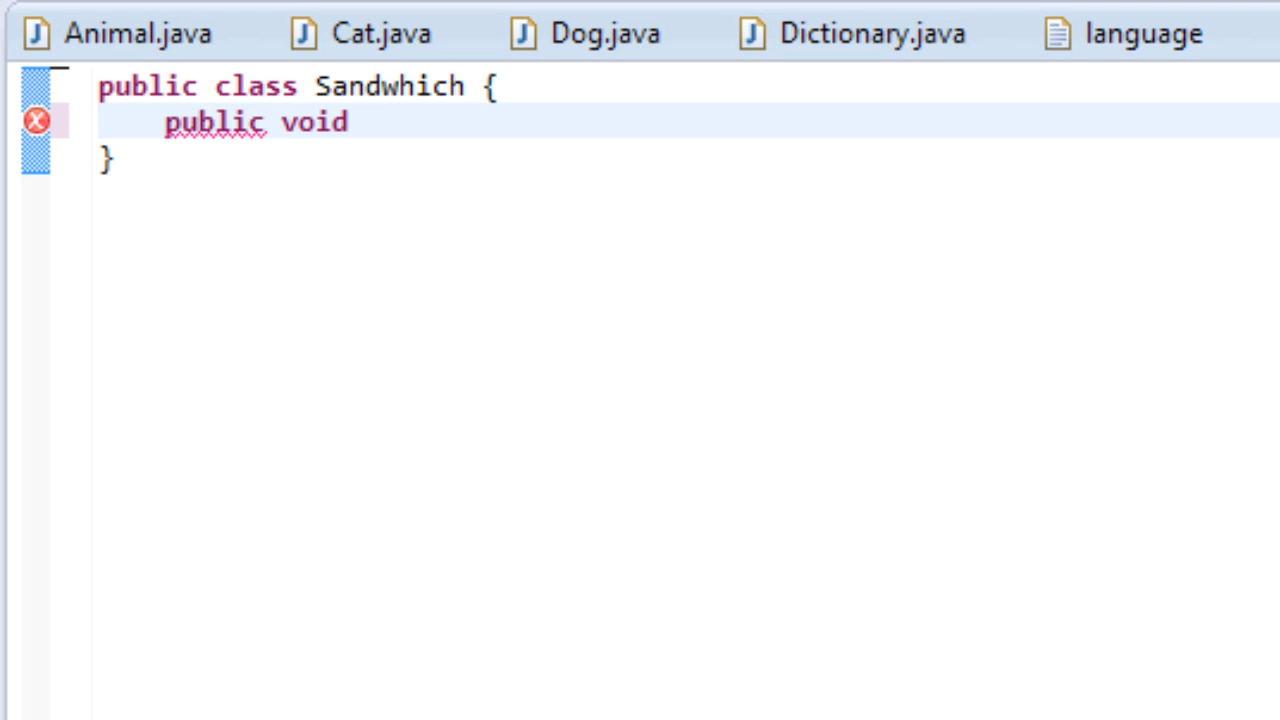 Animal.java Cat.java Dog.java Dictionary.java language
public class Sandwhich {
    public void
}